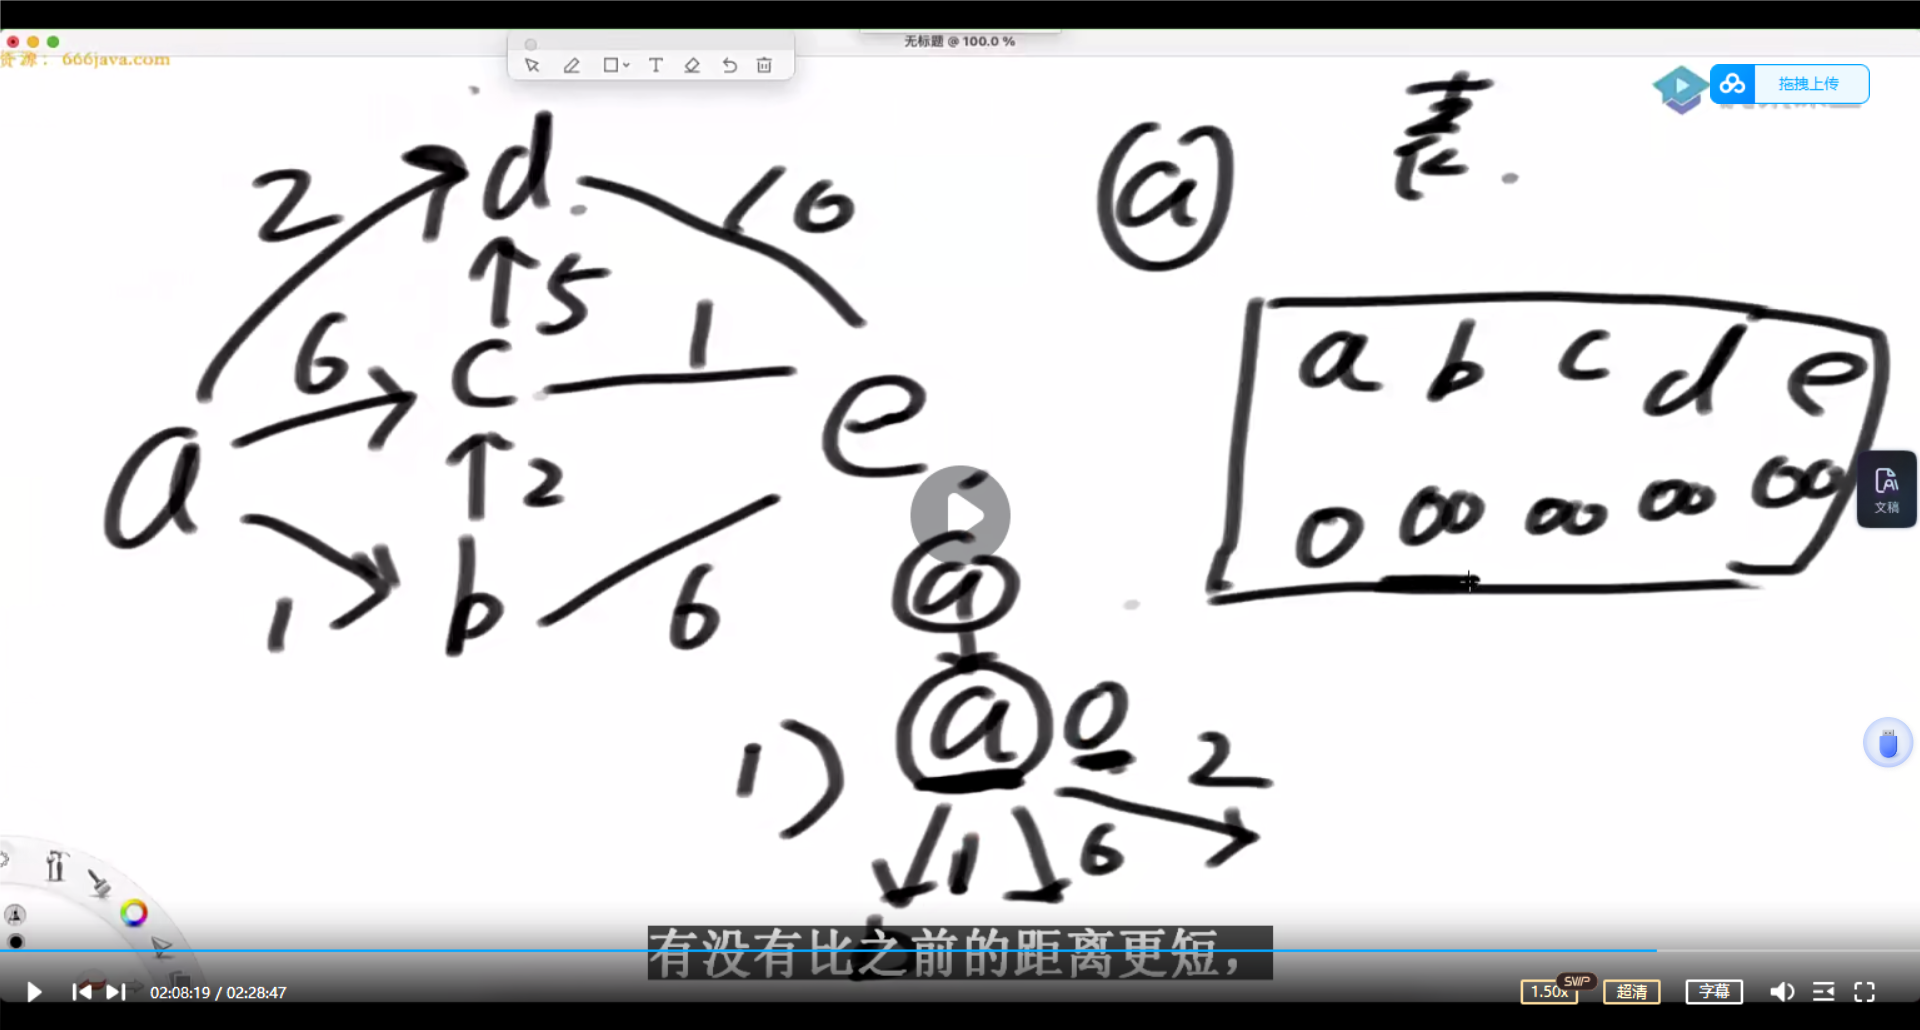 无标题 @ 100.0 %
资源：666java.com
T
拖拽上传
表
2 d 10
a
5
6 c 1
a b c d e
a e
2
0 ∞ ∞ ∞ ∞
文稿
1 b 6
a
1) a 0 2
1 6
b
有没有比之前的距离更短，
02:08:19 / 02:28:47
1.50x
SVIP
超清
字幕